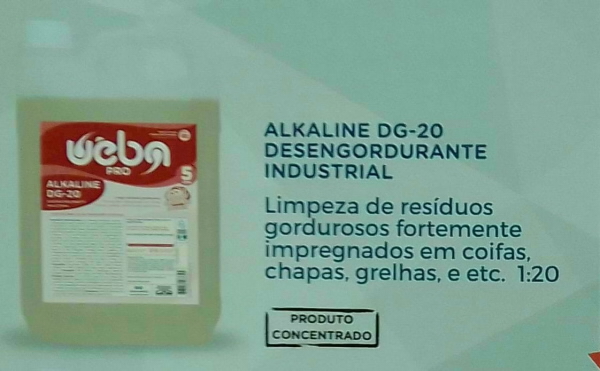 ueba
PRO
5
ALKALINE
DG-20
ALKALINE DG-20
DESENGORDURANTE
INDUSTRIAL
Limpeza de resíduos
gordurosos fortemente
impregnados em coifas,
chapas, grelhas, e etc. 1:20
PRODUTO
CONCENTRADO